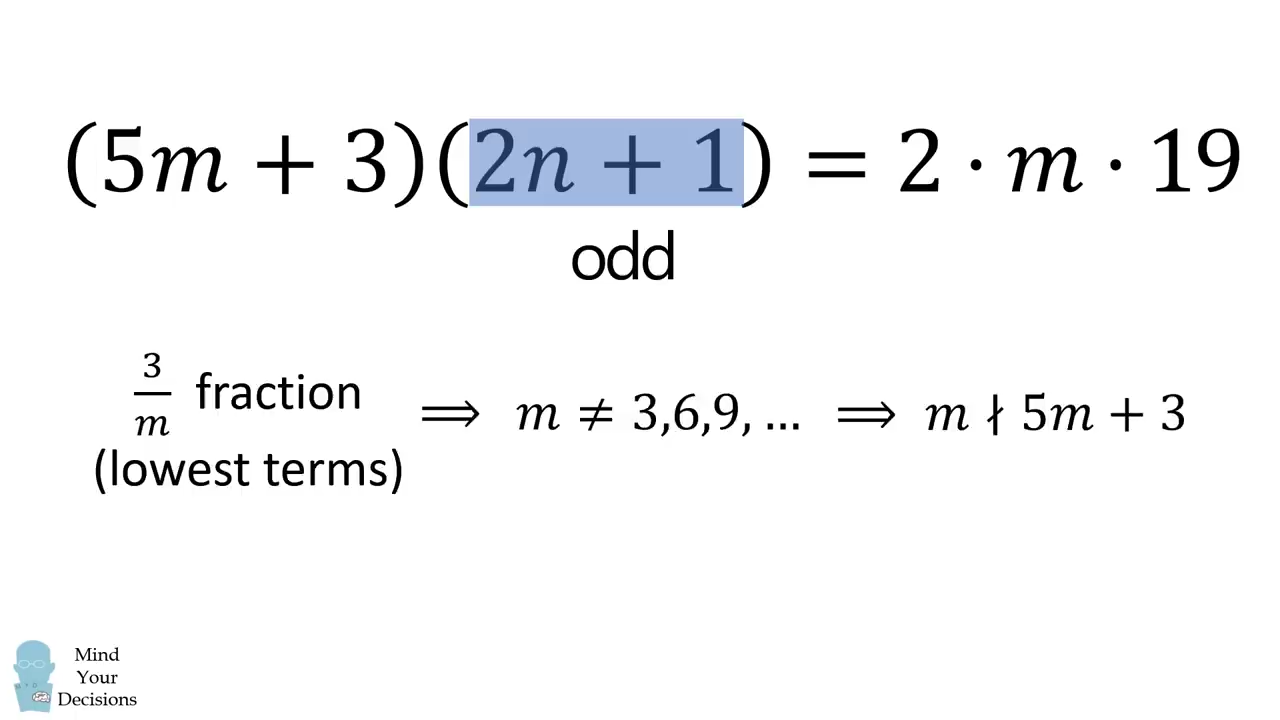 (5m + 3)(2n + 1) = 2 · m · 19
odd
3/m fraction ⟹ m ≠ 3,6,9, … ⟹ m ∤ 5m + 3
(lowest terms)
Mind
Your
Decisions